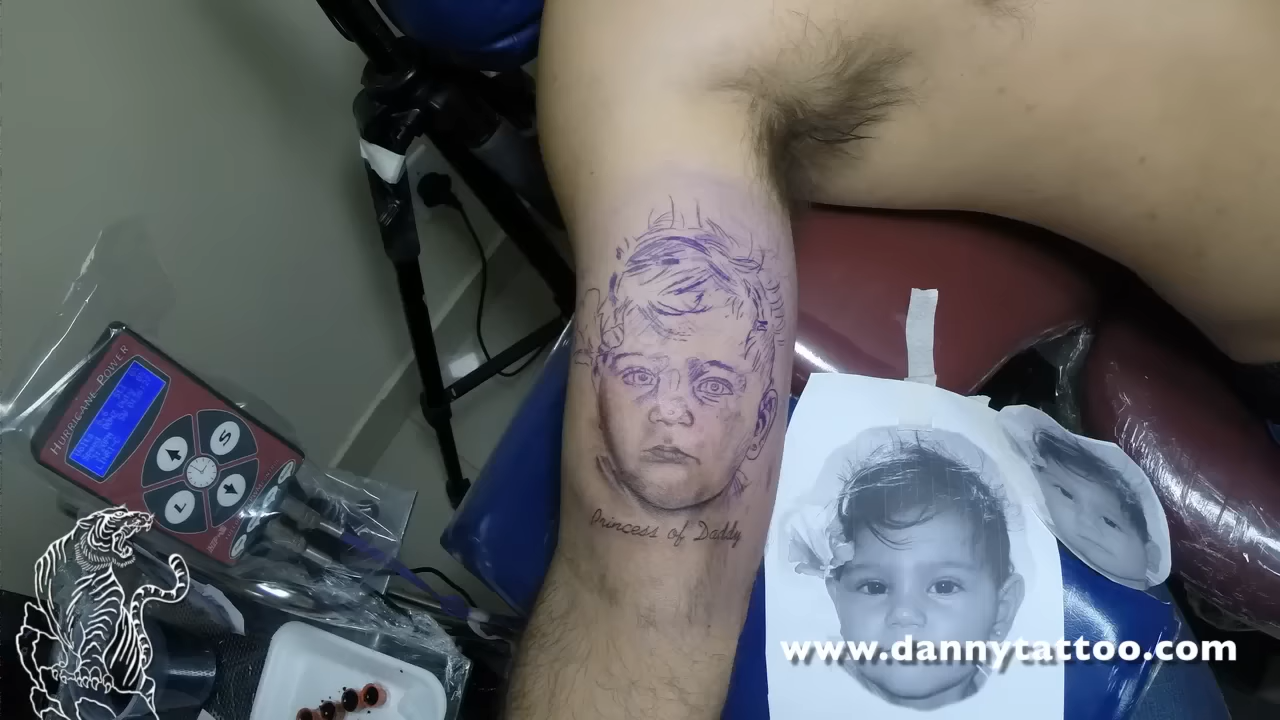 HURRICANE POWER
S
L
Princess of Daddy
www.dannytattoo.com